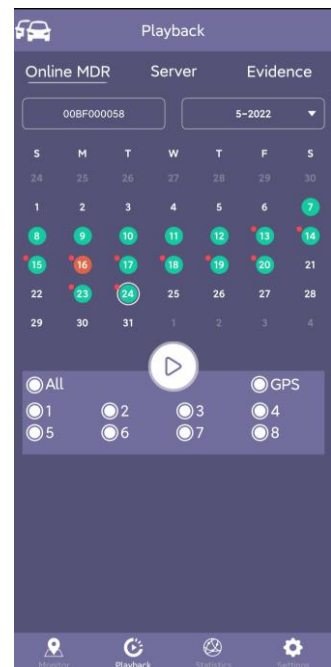 Playback
Online MDR Server Evidence
00BF000058 5-2022
S M T W T F S
24 25 26 27 28 29 30
1 2 3 4 5 6 7
8 9 10 11 12 13 14
15 16 17 18 19 20 21
22 23 24 25 26 27 28
29 30 31 1 2 3 4
All GPS
1 2 3 4
5 6 7 8
Monitor Playback Statistics Settings